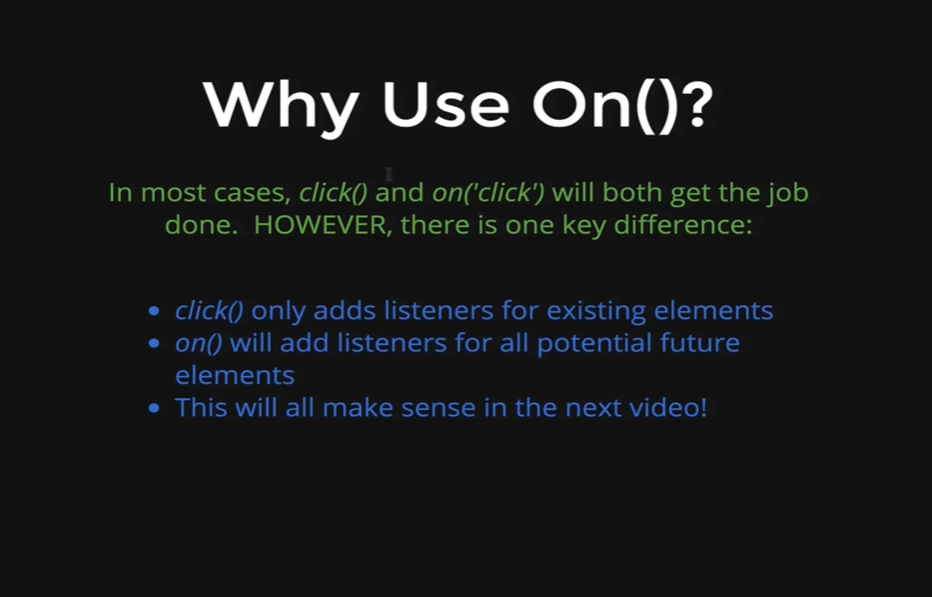 Why Use On()?
In most cases, click() and on('click') will both get the job
done.  HOWEVER, there is one key difference:
• click() only adds listeners for existing elements
• on() will add listeners for all potential future
elements
• This will all make sense in the next video!